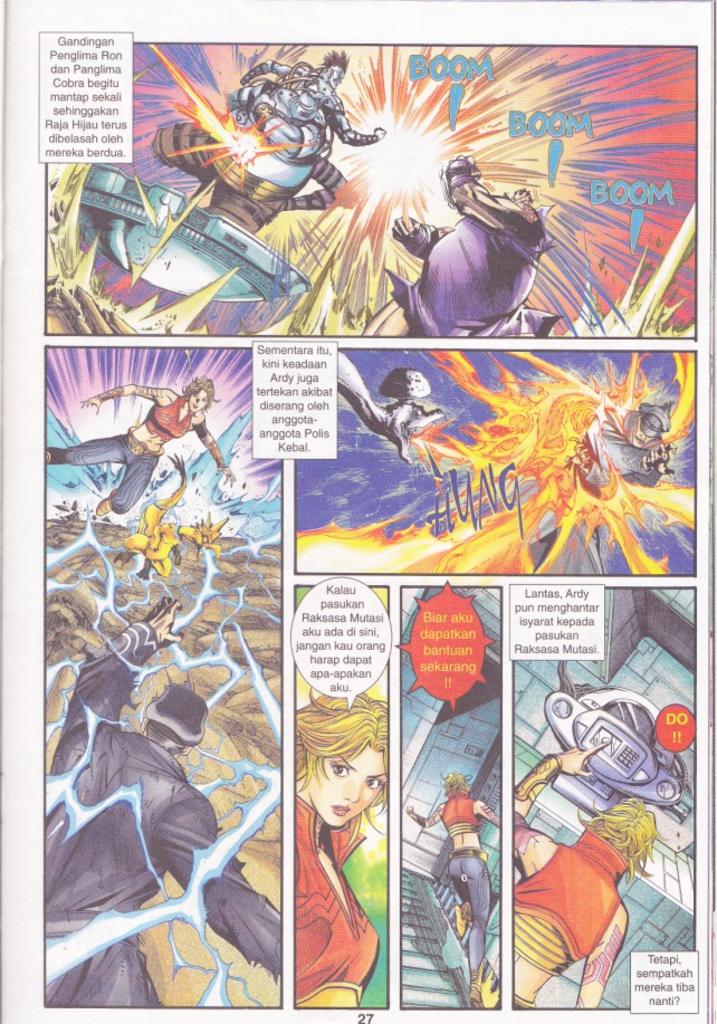 Gandingan
Penglima Ron
dan Panglima
Cobra begitu
mantap sekali
sehinggakan
Raja Hijau terus
dibelasah oleh
mereka berdua.
BOOM
!
BOOM
!
BOOM
!
Sementara itu,
kini keadaan
Ardy juga
tertekan akibat
diserang oleh
anggota-
anggota Polis
Kebal.
Kalau
pasukan
Raksasa Mutasi
aku ada di sini,
jangan kau orang
harap dapat
apa-apakan
aku.
Biar aku
dapatkan
bantuan
sekarang
!!
Lantas, Ardy
pun menghantar
isyarat kepada
pasukan
Raksasa Mutasi.
DO
!!
Tetapi,
sempatkah
mereka tiba
nanti?
27